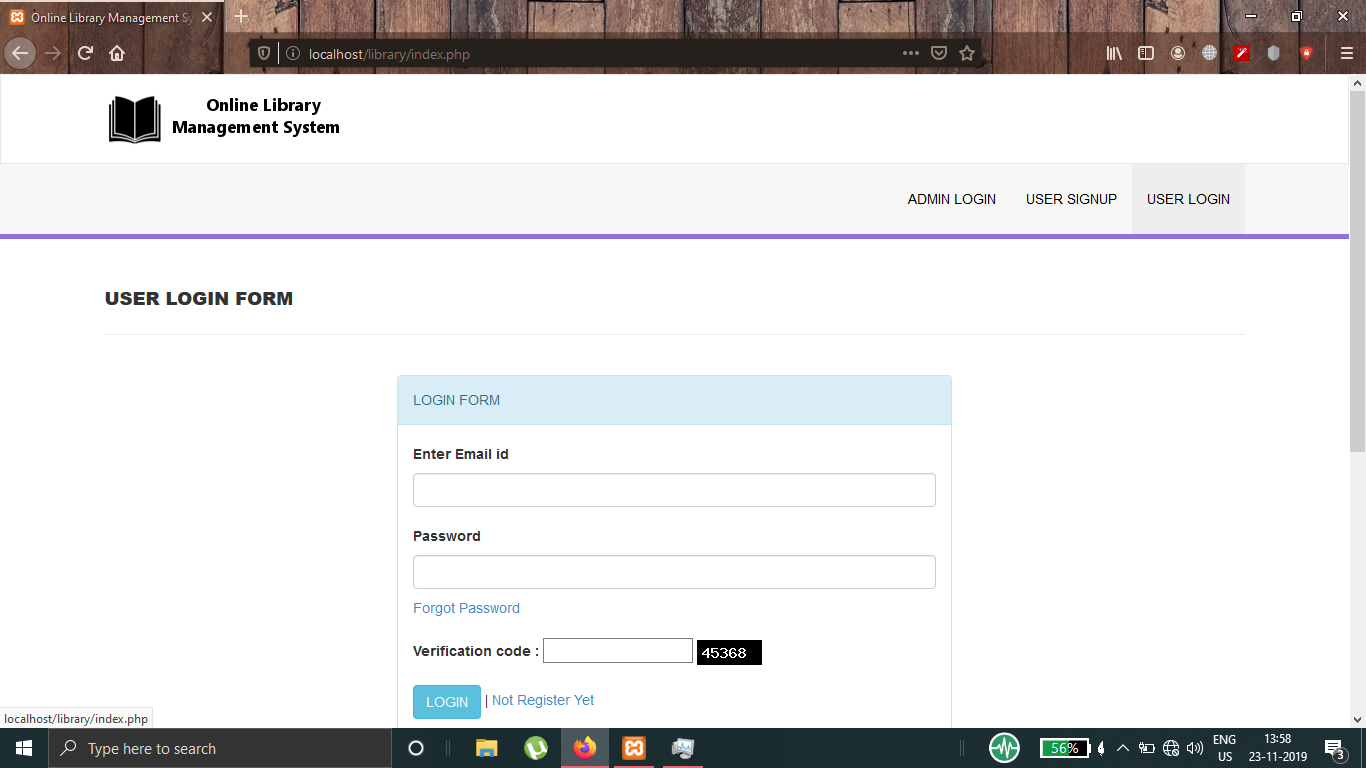 Online Library Management Sy
localhost/library/index.php
Online Library
Management System
ADMIN LOGIN USER SIGNUP USER LOGIN
USER LOGIN FORM
LOGIN FORM
Enter Email id
Password
Forgot Password
Verification code : 45368
LOGIN | Not Register Yet
localhost/library/index.php
Type here to search
56%
ENG
US
13:58
23-11-2019
3